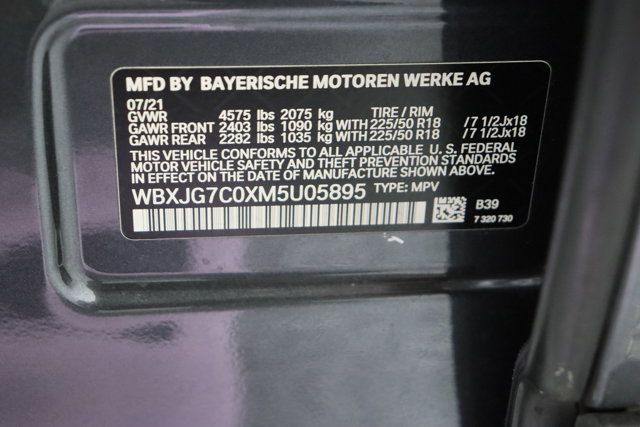 MFD BY BAYERISCHE MOTOREN WERKE AG
07/21
GVWR 4575 lbs 2075 kg TIRE / RIM
GAWR FRONT 2403 lbs 1090 kg WITH 225/50 R18 /7 1/2Jx18
GAWR REAR 2282 lbs 1035 kg WITH 225/50 R18 /7 1/2Jx18
THIS VEHICLE CONFORMS TO ALL APPLICABLE U. S. FEDERAL
MOTOR VEHICLE SAFETY AND THEFT PREVENTION STANDARDS
IN EFFECT ON THE DATE OF MANUFACTURE SHOWN ABOVE.
WBXJG7C0XM5U05895 TYPE: MPV
B39
7 320 730